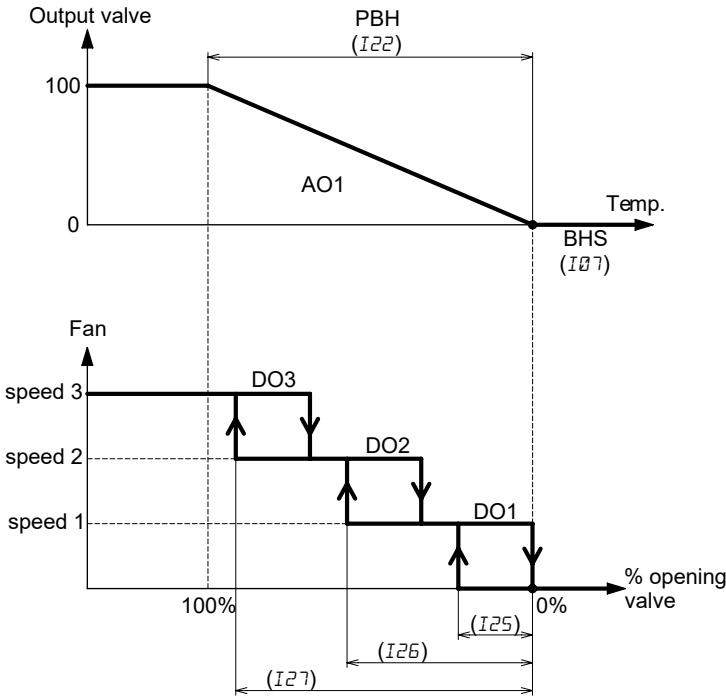 Output valve
PBH
(I22)
100
AO1
Temp.
0
BHS
(I07)
Fan
speed 3
DO3
speed 2
DO2
speed 1
DO1
% opening
valve
100%
0%
(I25)
(I26)
(I27)